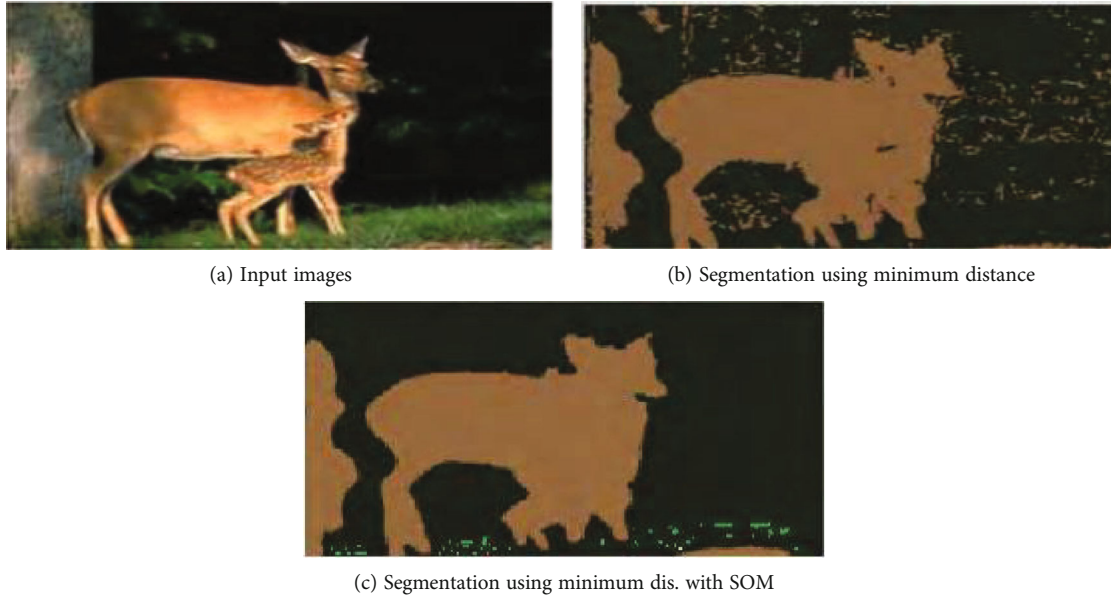 (a) Input images
(b) Segmentation using minimum distance
(c) Segmentation using minimum dis. with SOM